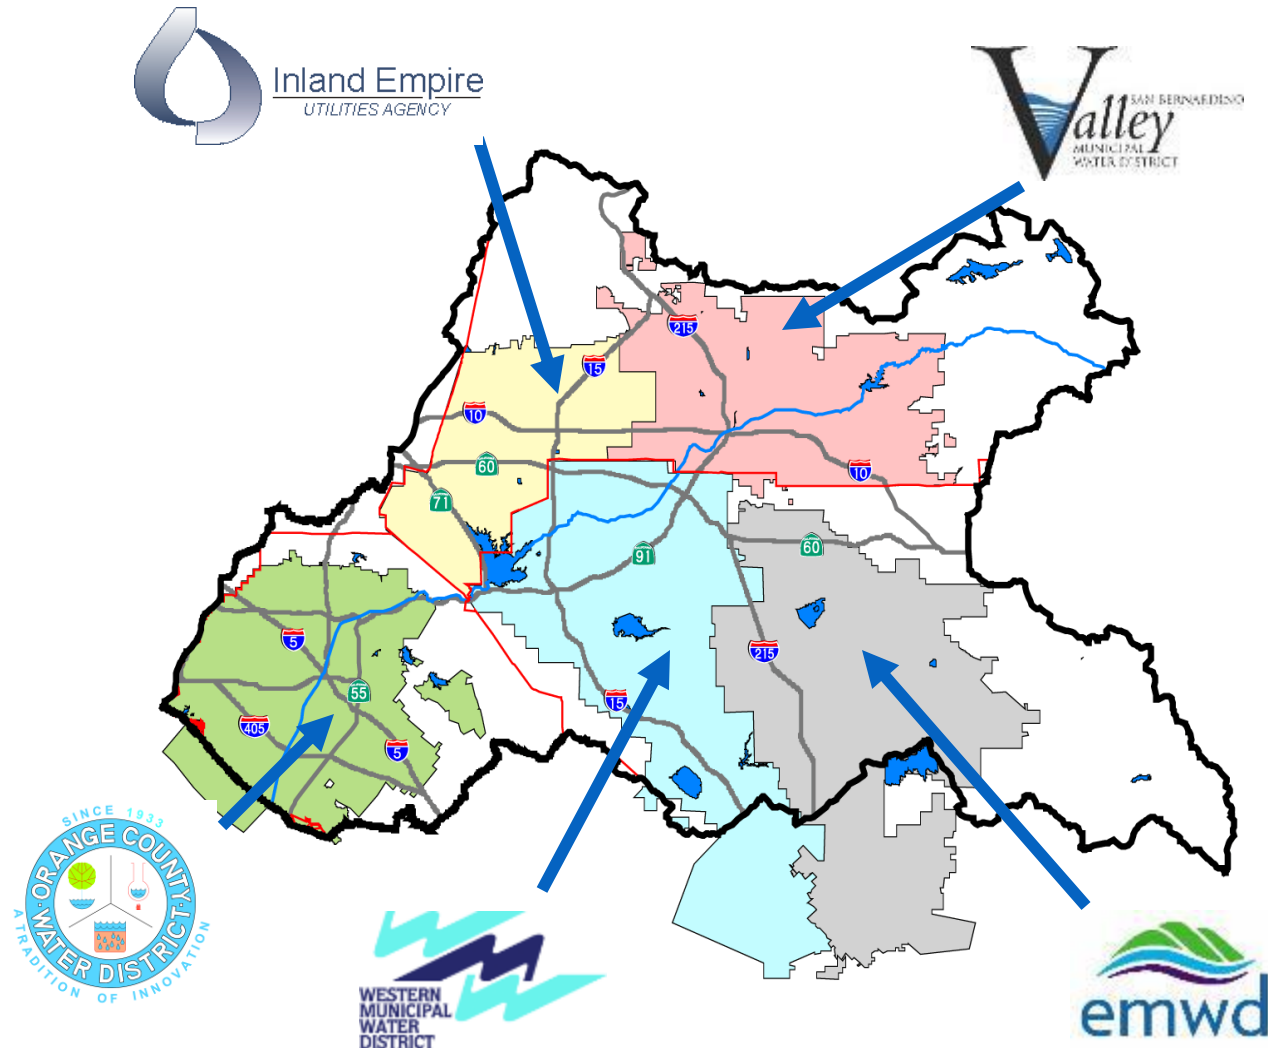 Inland Empire
UTILITIES AGENCY
SAN BERNARDINO
Valley
MUNICIPAL
WATER DISTRICT
215
15
10
60
71
10
91
60
5
215
55
15
405
5
SINCE 1933
ORANGE COUNTY
WATER DISTRICT
A TRADITION OF INNOVATION
WESTERN
MUNICIPAL
WATER
DISTRICT
emwd